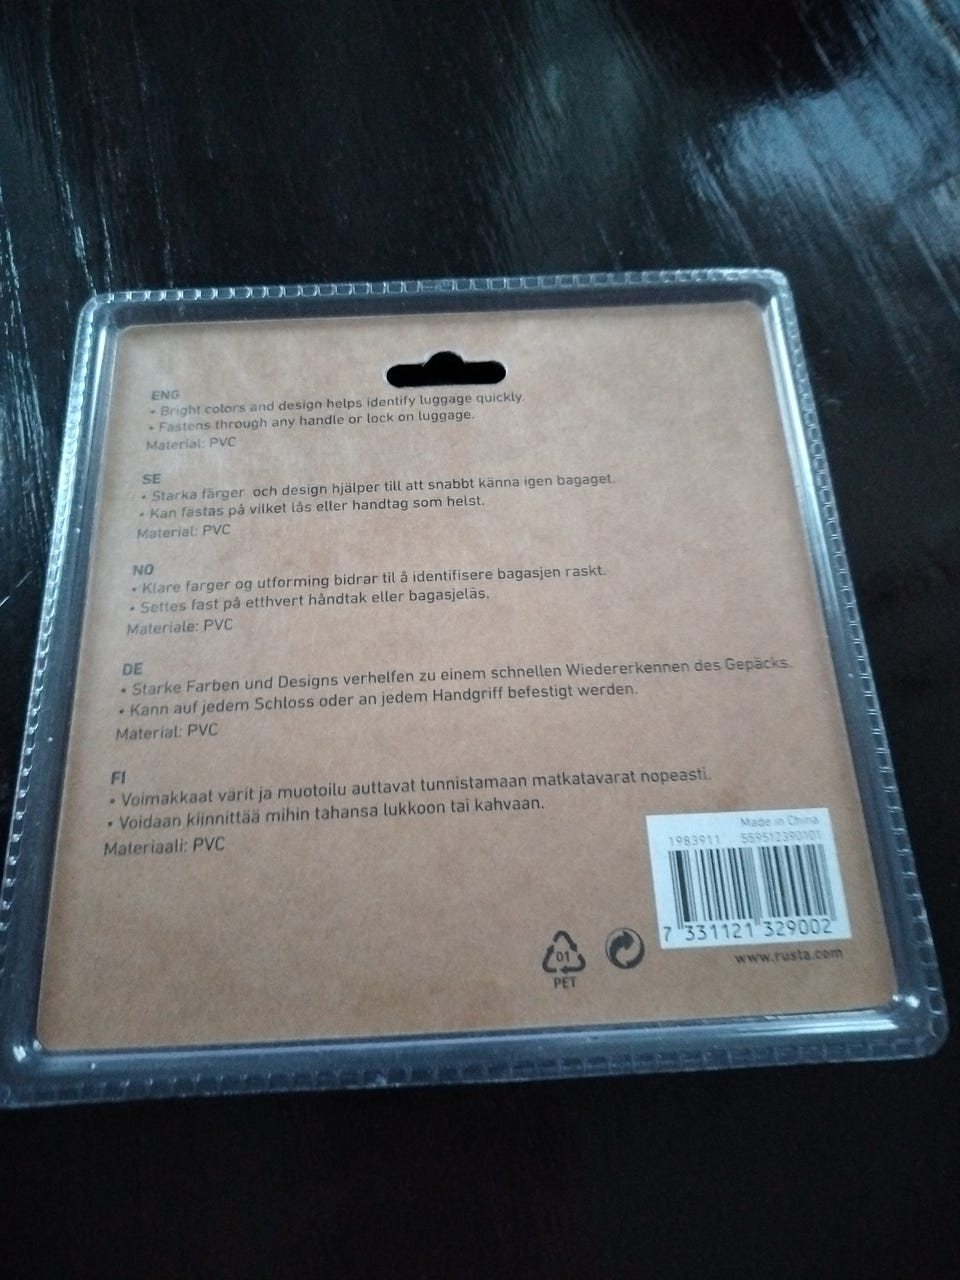 ENG
• Bright colors and design helps identify luggage quickly.
• Fastens through any handle or lock on luggage.
Material: PVC
SE
• Starka färger och design hjälper till att snabbt känna igen bagaget.
• Kan fästas på vilket lås eller handtag som helst.
Material: PVC
NO
• Klare farger og utforming bidrar til å identifisere bagasjen raskt.
• Settes fast på etthvert håndtak eller bagasjelås.
Materiale: PVC
DE
• Starke Farben und Designs verhelfen zu einem schnellen Wiedererkennen des Gepäcks.
• Kann auf jedem Schloss oder an jedem Handgriff befestigt werden.
Material: PVC
FI
• Voimakkaat värit ja muotoilu auttavat tunnistamaan matkatavarat nopeasti.
• Voidaan kiinnittää mihin tahansa lukkoon tai kahvaan.
Materiaali: PVC
Made in China
1983911 559512390101
7 331121 329002
01
PET
www.rusta.com